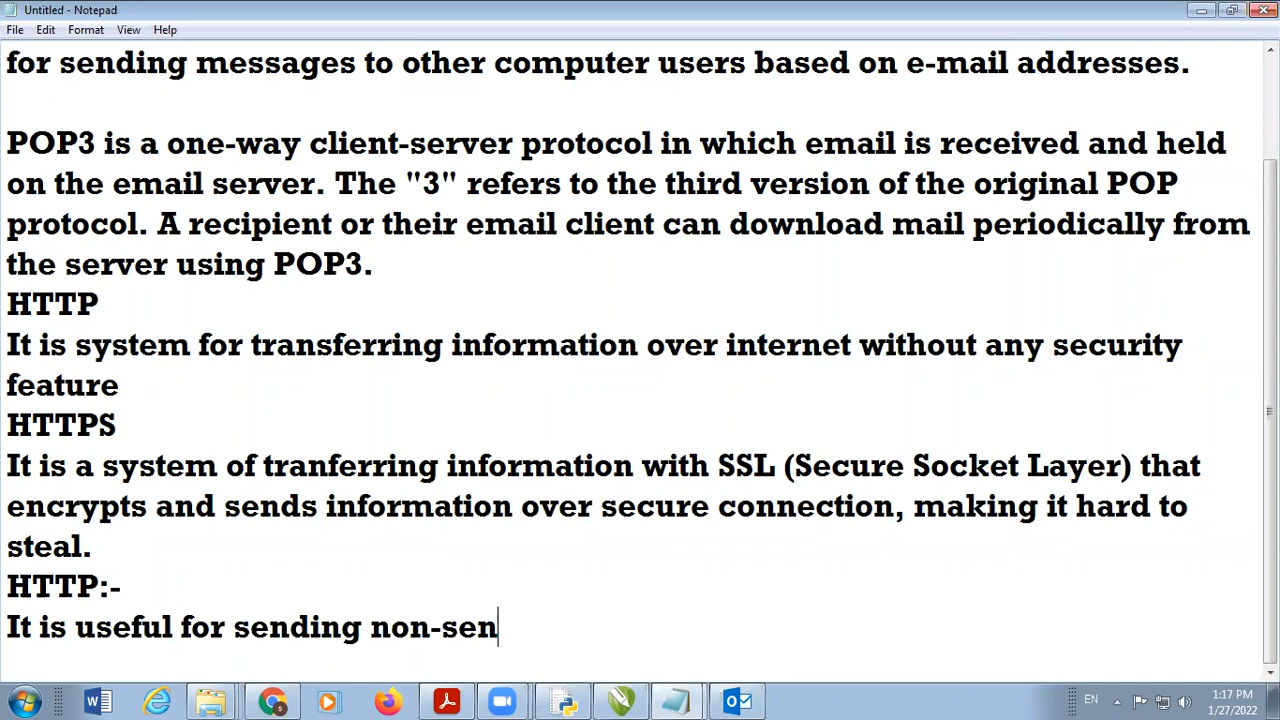 Untitled - Notepad
File Edit Format View Help
for sending messages to other computer users based on e-mail addresses.
POP3 is a one-way client-server protocol in which email is received and held
on the email server. The "3" refers to the third version of the original POP
protocol. A recipient or their email client can download mail periodically from
the server using POP3.
HTTP
It is system for transferring information over internet without any security
feature
HTTPS
It is a system of tranferring information with SSL (Secure Socket Layer) that
encrypts and sends information over secure connection, making it hard to
steal.
HTTP:-
It is useful for sending non-sen
EN
1:17 PM
1/27/2022